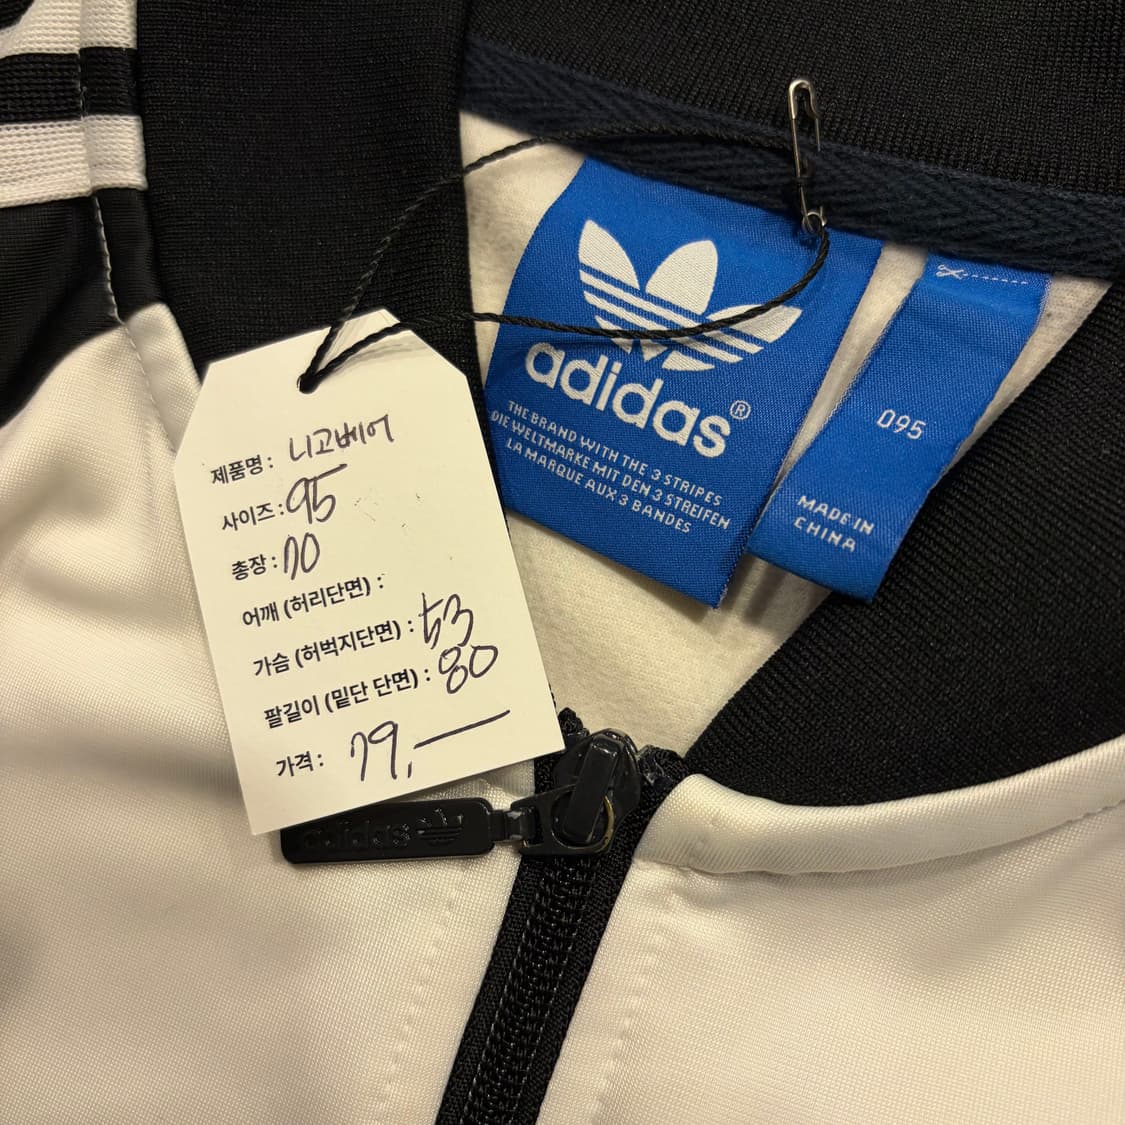 제품명: 니고베어
사이즈: 95
총장: 70
어깨 (허리단면) :
가슴 (허벅지단면) : 53
팔길이 (밑단 단면) : 80
가격: 79,—
adidas®
THE BRAND WITH THE 3 STRIPES
DIE WELTMARKE MIT DEN 3 STREIFEN
LA MARQUE AUX 3 BANDES
095
MADE IN
CHINA
adidas